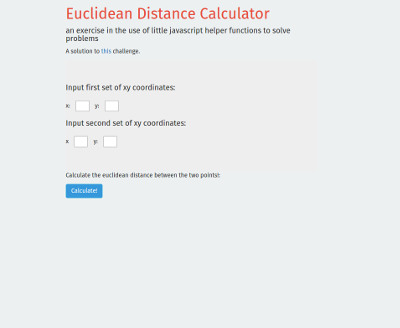 Euclidean Distance Calculator
an exercise in the use of little javascript helper functions to solve
problems
A solution to this challenge.
Input first set of xy coordinates:
x: y:
Input second set of xy coordinates:
x y:
Calculate the euclidean distance between the two points!:
Calculate!